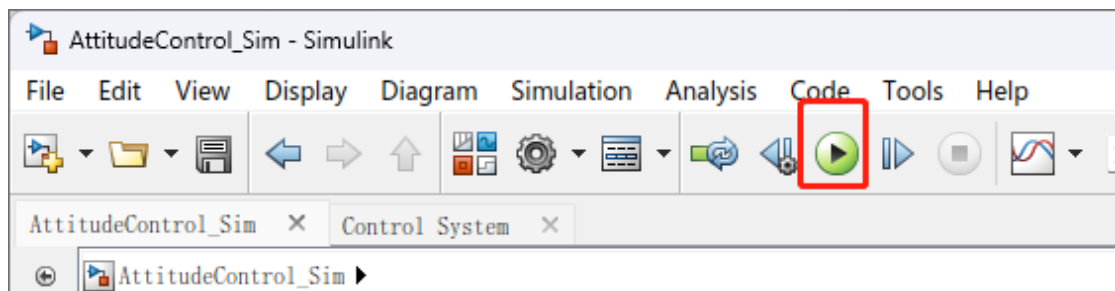 AttitudeControl_Sim - Simulink
File Edit View Display Diagram Simulation Analysis Code Tools Help
AttitudeControl_Sim Control System
AttitudeControl_Sim